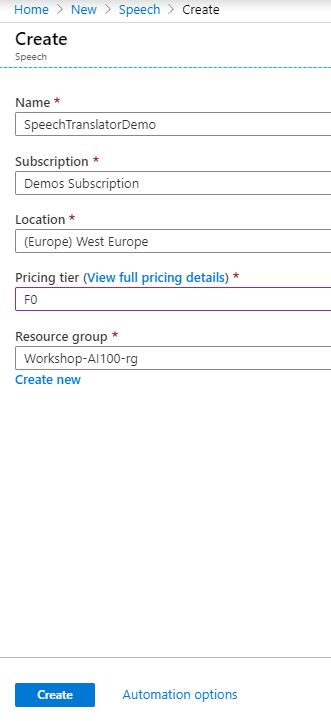 Home > New > Speech > Create
Create
Speech
Name *
SpeechTranslatorDemo
Subscription *
Demos Subscription
Location *
(Europe) West Europe
Pricing tier (View full pricing details) *
F0
Resource group *
Workshop-AI100-rg
Create new
Create Automation options